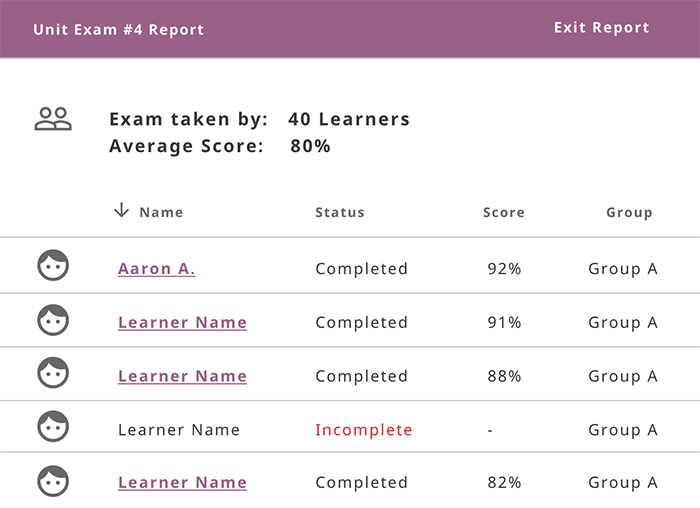 Unit Exam #4 Report Exit Report
Exam taken by: 40 Learners
Average Score: 80%
Name Status Score Group
Aaron A. Completed 92% Group A
Learner Name Completed 91% Group A
Learner Name Completed 88% Group A
Learner Name Incomplete - Group A
Learner Name Completed 82% Group A